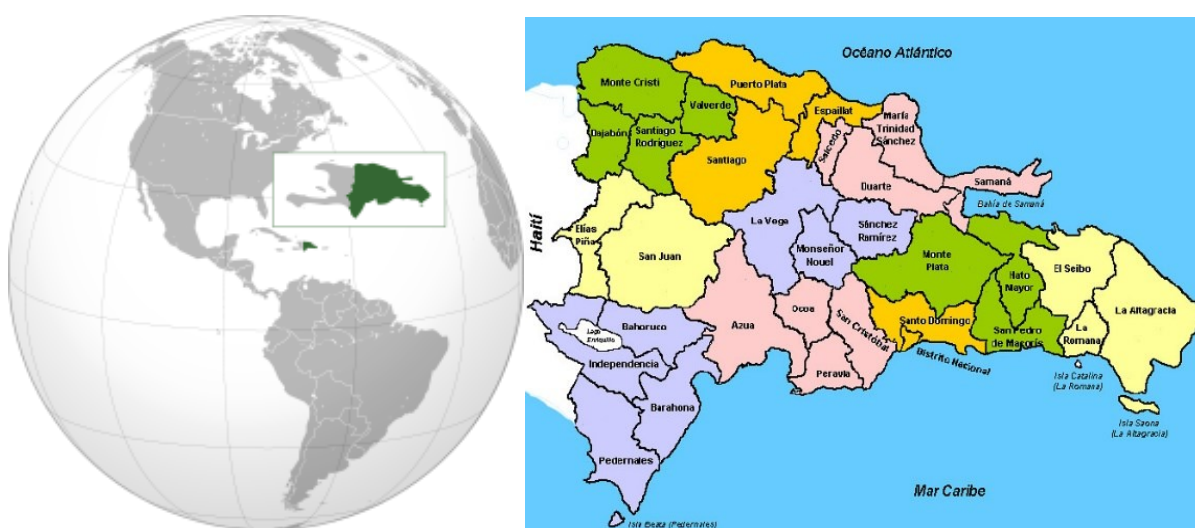 Océano Atlántico
Monte Cristi
Puerto Plata
Valverde
Espaillat
María
Trinidad
Sánchez
Dajabón
Santiago
Rodríguez
Santiago
Salcedo
Duarte
Samaná
Bahía de Samaná
Haití
Elías
Piña
San Juan
La Vega
Sánchez
Ramírez
Monseñor
Nouel
Monte
Plata
Hato
Mayor
El Seibo
La Altagracia
Azua
Ocoa
San Cristóbal
Santo Domingo
San Pedro
de Macorís
La
Romana
Bahoruco
Lago
Enriquillo
Independencia
Peravia
Distrito Nacional
Isla Catalina
(La Romana)
Barahona
Isla Saona
(La Altagracia)
Pedernales
Mar Caribe
Isla Beata (Pedernales)